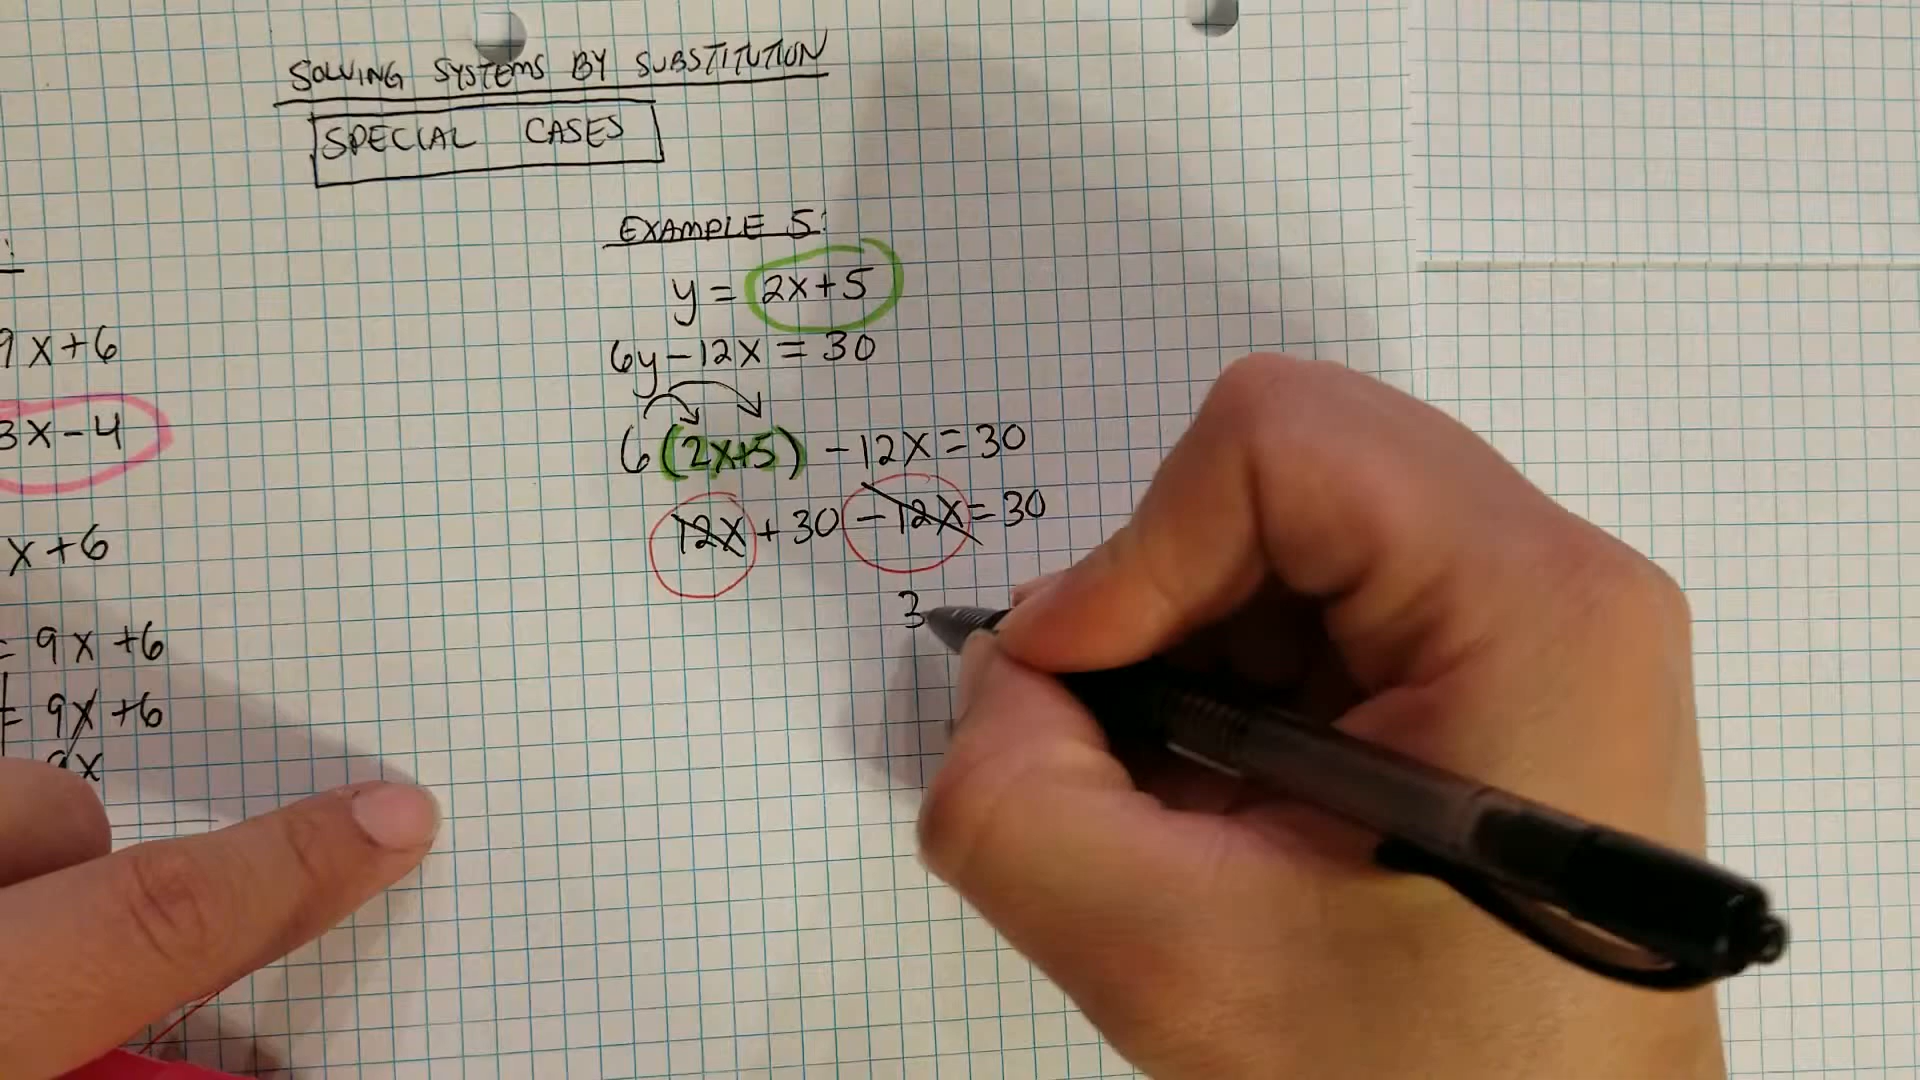 SOLVING SYSTEMS BY SUBSTITUTION
SPECIAL CASES
:
9x+6
3x-4
x+6
= 9x+6
= 9x+6
9x
EXAMPLE 5:
y = 2x+5
6y-12x = 30
6(2x+5) -12x=30
12x+30-12x=30
3